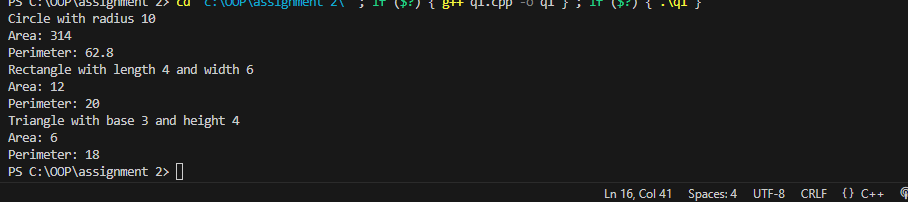 PS C:\OOP\assignment 2> cd "c:\OOP\assignment 2\" ; if ($?) { g++ q1.cpp -o q1 } ; if ($?) { .\q1 }
Circle with radius 10
Area: 314
Perimeter: 62.8
Rectangle with length 4 and width 6
Area: 12
Perimeter: 20
Triangle with base 3 and height 4
Area: 6
Perimeter: 18
PS C:\OOP\assignment 2>
Ln 16, Col 41 Spaces: 4 UTF-8 CRLF {} C++